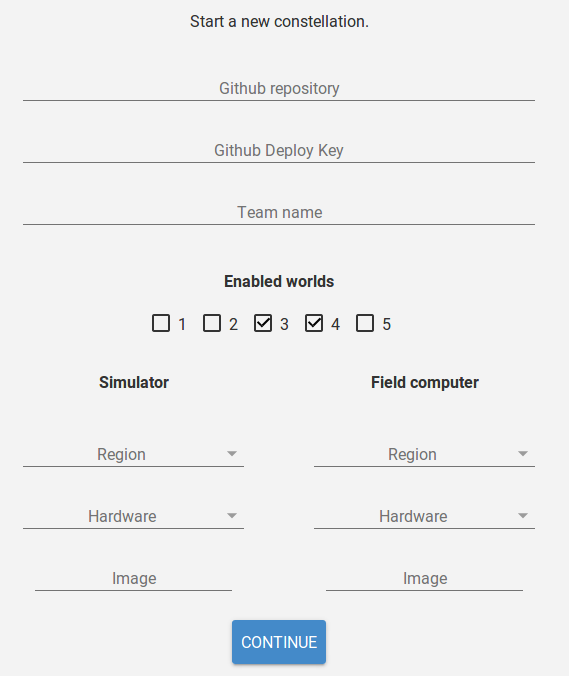 Start a new constellation.
Github repository
Github Deploy Key
Team name
Enabled worlds
1 2 3 4 5
Simulator Field computer
Region Region
Hardware Hardware
Image Image
CONTINUE